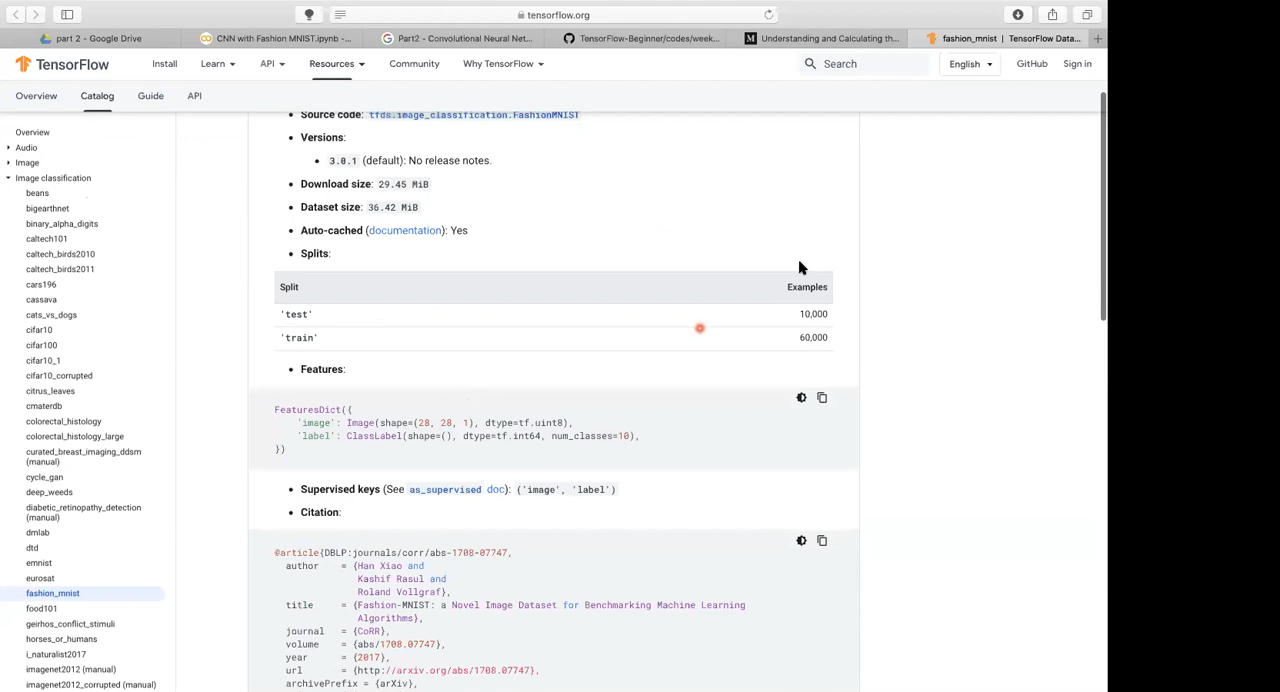 tensorflow.org
part 2 - Google Drive
CNN with Fashion MNIST.ipynb -...
Part2 - Convolutional Neural Net...
TensorFlow-Beginner/codes/week...
Understanding and Calculating th...
fashion_mnist | TensorFlow Data...
TensorFlow
Install
Learn
API
Resources
Community
Why TensorFlow
Search
English
GitHub
Sign in
Overview
Catalog
Guide
API
Overview
Audio
Image
Image classification
beans
bigearthnet
binary_alpha_digits
caltech101
caltech_birds2010
caltech_birds2011
cars196
cassava
cats_vs_dogs
cifar10
cifar100
cifar10_1
cifar10_corrupted
citrus_leaves
cmaterdb
colorectal_histology
colorectal_histology_large
curated_breast_imaging_ddsm
(manual)
cycle_gan
deep_weeds
diabetic_retinopathy_detection
(manual)
dmlab
dtd
emnist
eurosat
fashion_mnist
food101
geirhos_conflict_stimuli
horses_or_humans
i_naturalist2017
imagenet2012 (manual)
imagenet2012_corrupted (manual)
Source code: tfds.image_classification.FashionMNIST
Versions:
3.0.1 (default): No release notes.
Download size: 29.45 MiB
Dataset size: 36.42 MiB
Auto-cached (documentation): Yes
Splits:
Split Examples
'test' 10,000
'train' 60,000
Features:
FeaturesDict({
'image': Image(shape=(28, 28, 1), dtype=tf.uint8),
'label': ClassLabel(shape=(), dtype=tf.int64, num_classes=10),
})
Supervised keys (See as_supervised doc): ('image', 'label')
Citation:
@article{DBLP:journals/corr/abs-1708-07747,
author = {Han Xiao and
Kashif Rasul and
Roland Vollgraf},
title = {Fashion-MNIST: a Novel Image Dataset for Benchmarking Machine Learning
Algorithms},
journal = {CoRR},
volume = {abs/1708.07747},
year = {2017},
url = {http://arxiv.org/abs/1708.07747},
archivePrefix = {arXiv},